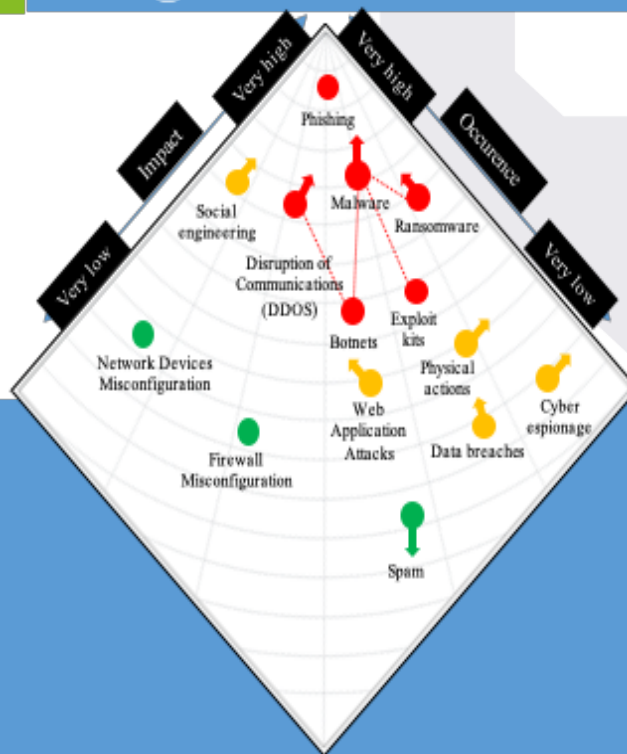 Very high
Very high
Impact
Occurence
Very low
Very low
Phishing
Social
engineering
Malware
Ransomware
Disruption of
Communications
(DDOS)
Botnets
Exploit
kits
Network Devices
Misconfiguration
Physical
actions
Web
Application
Attacks
Cyber
espionage
Data breaches
Firewall
Misconfiguration
Spam